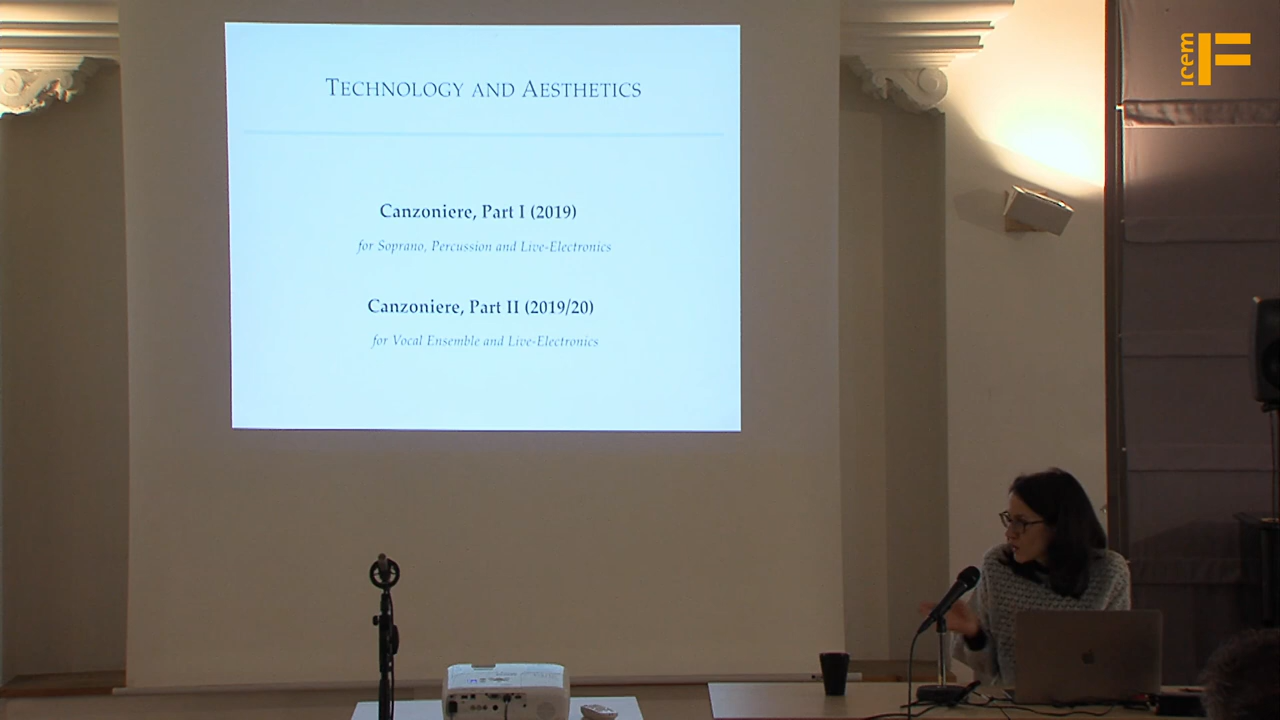 TECHNOLOGY AND AESTHETICS
Canzoniere, Part I (2019)
for Soprano, Percussion and Live-Electronics
Canzoniere, Part II (2019/20)
for Vocal Ensemble and Live-Electronics
icem